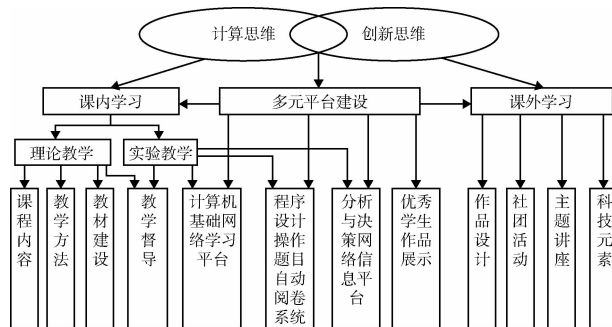 计算思维
创新思维
课内学习
多元平台建设
课外学习
理论教学
实验教学
课程内容
教学方法
教材建设
教学督导
计算机
基础网
络学习
平台
程序
设计
操作
题目
自动
阅卷
系统
分析
与决
策网
络信
息平
台
优秀
学生
作品
展示
作品设计
社团活动
主题讲座
科技元素